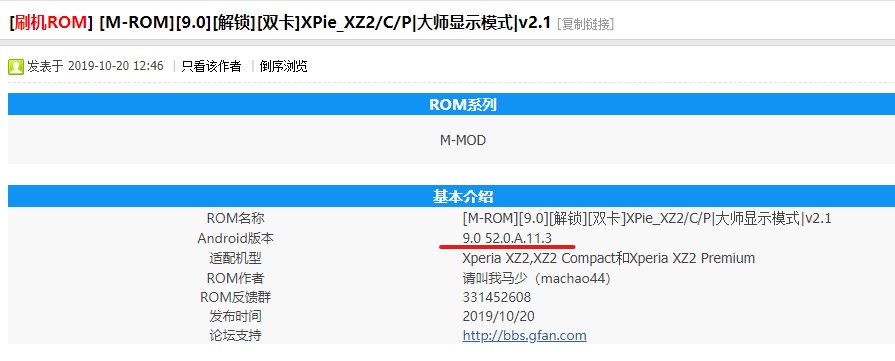 [刷机ROM] [M-ROM][9.0][解锁][双卡]XPie_XZ2/C/P|大师显示模式|v2.1 [复制链接]
发表于 2019-10-20 12:46 | 只看该作者 | 倒序浏览
ROM系列
M-MOD
基本介绍
ROM名称 [M-ROM][9.0][解锁][双卡]XPie_XZ2/C/P|大师显示模式|v2.1
Android版本 9.0 52.0.A.11.3
适配机型 Xperia XZ2,XZ2 Compact和Xperia XZ2 Premium
ROM作者 请叫我马少（machao44）
ROM反馈群 331452608
发布时间 2019/10/20
论坛支持 http://bbs.gfan.com